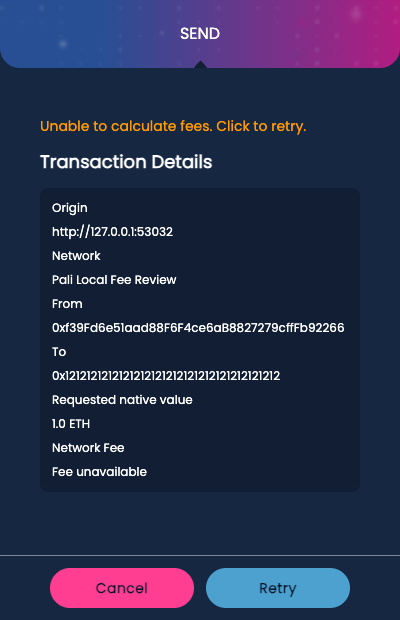 SEND
Unable to calculate fees. Click to retry.
Transaction Details
Origin
http://127.0.0.1:53032
Network
Pali Local Fee Review
From
0xf39Fd6e51aad88F6F4ce6aB8827279cffFb92266
To
0x1212121212121212121212121212121212121212
Requested native value
1.0 ETH
Network Fee
Fee unavailable
Cancel
Retry